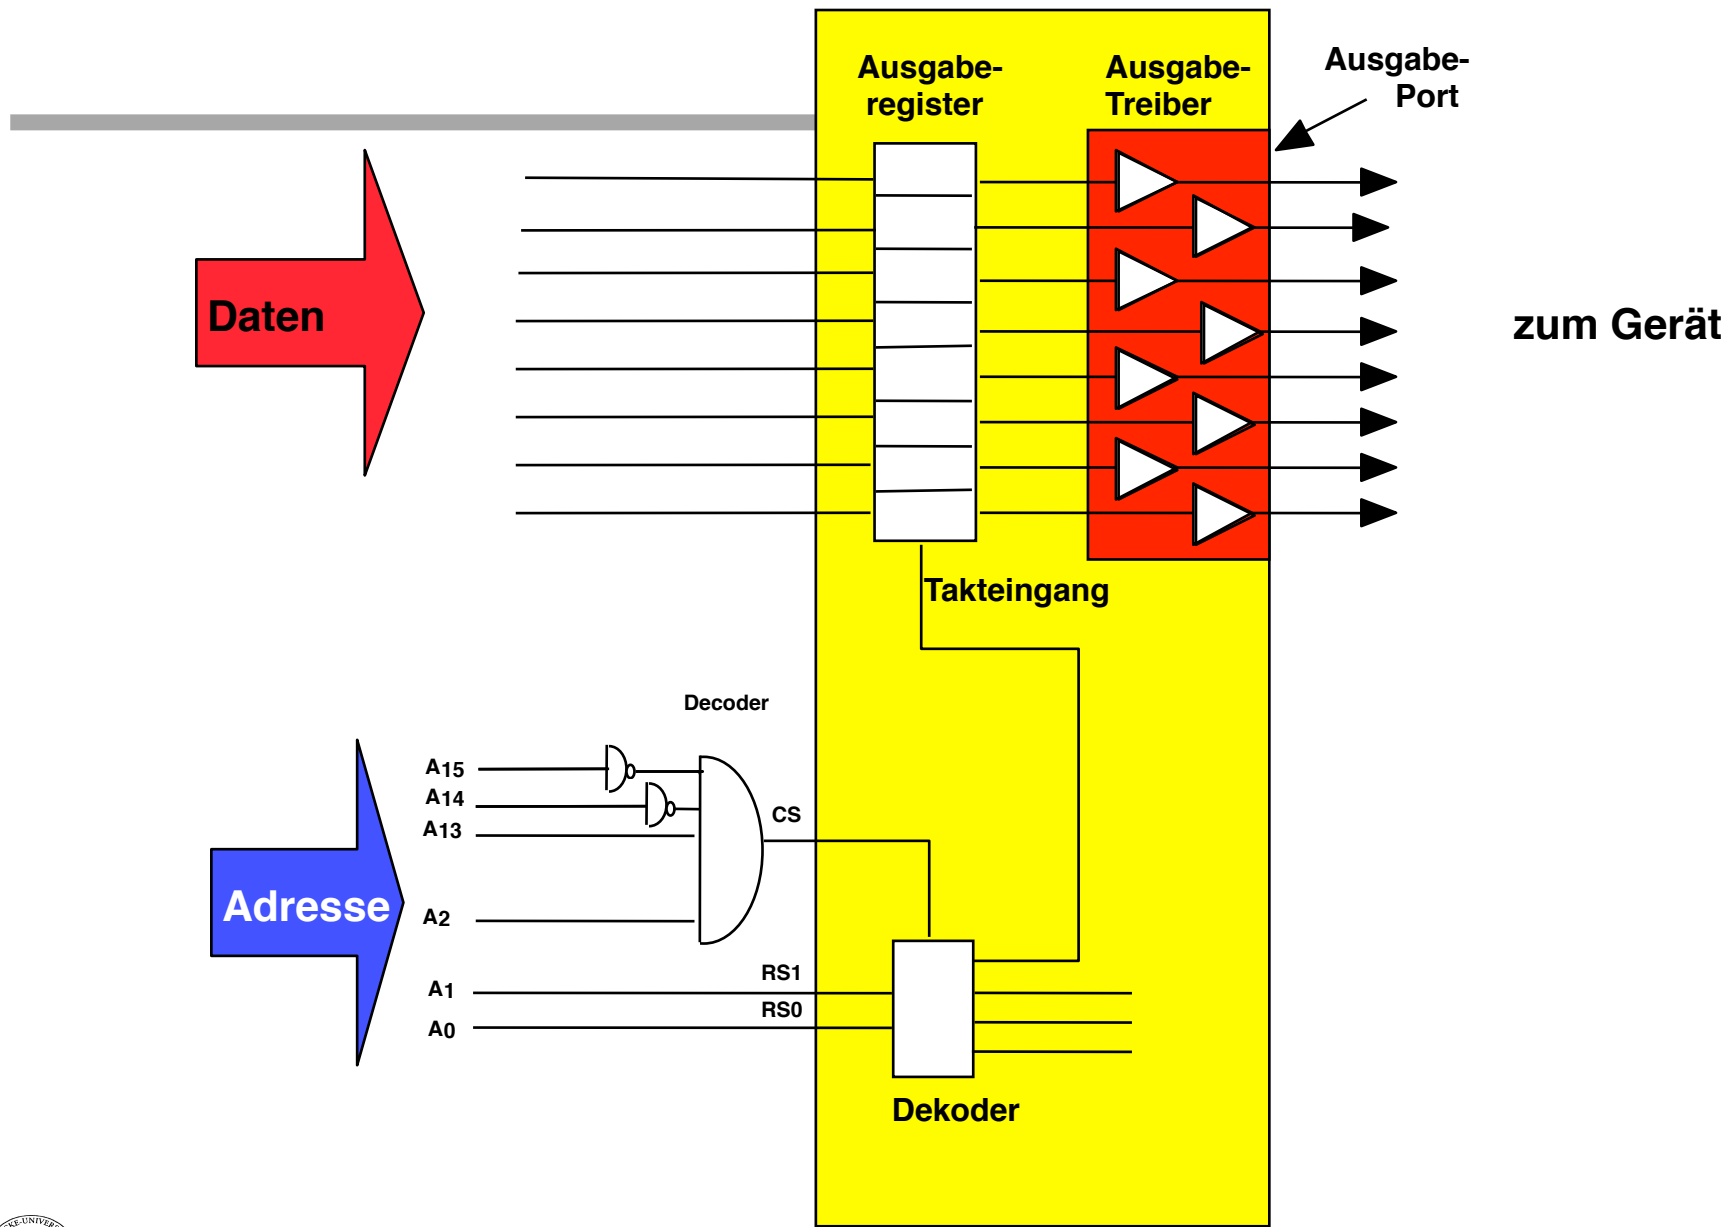 Ausgabe-
register
Ausgabe-
Treiber
Ausgabe-
Port
Daten
zum Gerät
Takteingang
Decoder
A15
A14
A13
CS
Adresse
A2
RS1
A1
RS0
A0
Dekoder